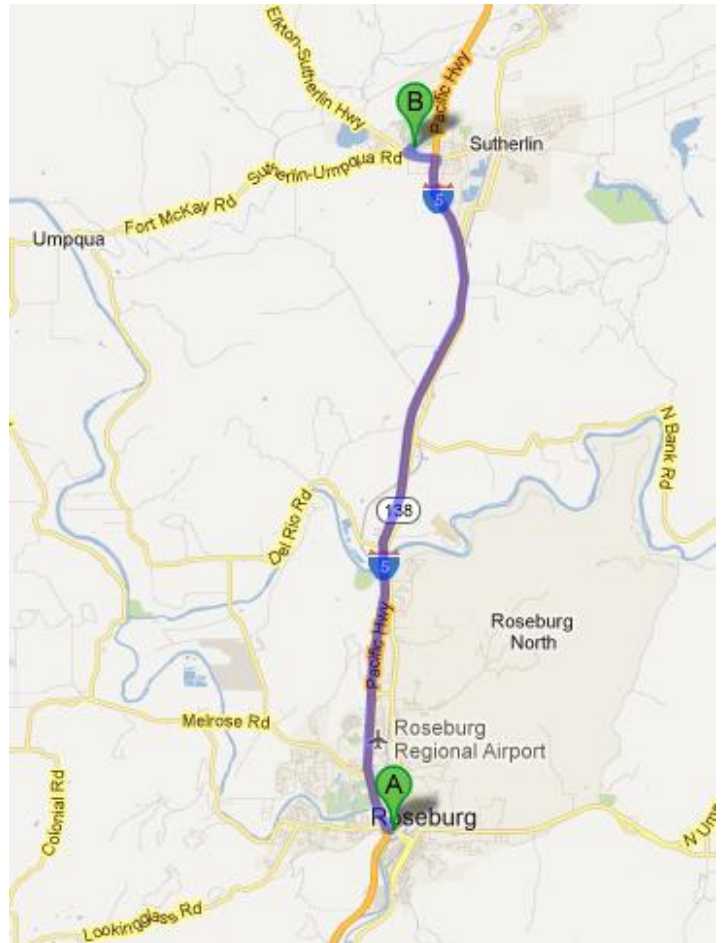 Elkton-Sutherlin Hwy
Pacific Hwy
B
Sutherlin
Sutherlin-Umpqua Rd
5
Fort McKay Rd
Umpqua
N Bank Rd
138
Del Rio Rd
5
Roseburg
North
Pacific Hwy
Melrose Rd
Roseburg
Regional Airport
Colonial Rd
A
Roseburg
N Um
Lookingglass Rd